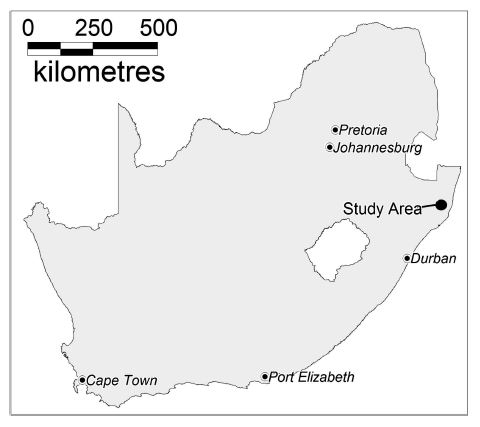 0 250 500
kilometres
Pretoria
Johannesburg
Study Area
Durban
Cape Town
Port Elizabeth